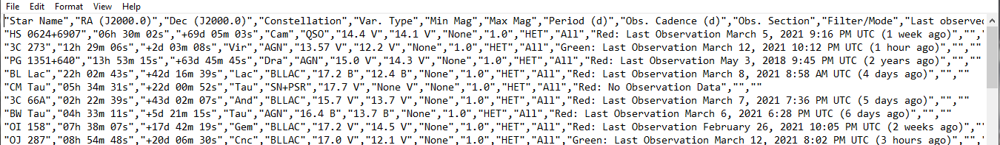 File Edit Format View Help
"Star Name","RA (J2000.0)","Dec (J2000.0)","Constellation","Var. Type","Min Mag","Max Mag","Period (d)","Obs. Cadence (d)","Obs. Section","Filter/Mode","Last observed
"HS 0624+6907","06h 30m 02s","+69d 05m 03s","Cam","QSO","14.4 V","14.1 V","None","1.0","HET","All","Red: Last Observation March 5, 2021 9:16 PM UTC (1 week ago)","",
"3C 273","12h 29m 06s","+2d 03m 08s","Vir","AGN","13.57 V","12.2 V","None","1.0","HET","All","Green: Last Observation March 12, 2021 10:12 PM UTC (1 hour ago)","",""
"PG 1351+640","13h 53m 15s","+63d 45m 45s","Dra","AGN","15.0 V","14.3 V","None","1.0","HET","All","Red: Last Observation May 3, 2018 9:45 PM UTC (2 years ago)","",""
"BL Lac","22h 02m 43s","+42d 16m 39s","Lac","BLLAC","17.2 B","12.4 B","None","1.0","HET","All","Red: Last Observation March 8, 2021 8:58 AM UTC (4 days ago)","",""
"CM Tau","05h 34m 31s","+22d 00m 52s","Tau","SN+PSR","17.7 V","None V","None","1.0","HET","All","Red: No Observation Data","",""
"3C 66A","02h 22m 39s","+43d 02m 07s","And","BLLAC","15.7 V","13.7 V","None","1.0","HET","All","Red: Last Observation March 7, 2021 7:36 PM UTC (5 days ago)","",""
"BW Tau","04h 33m 11s","+5d 21m 15s","Tau","AGN","16.4 B","13.7 B","None","1.0","HET","All","Red: Last Observation March 6, 2021 6:28 PM UTC (6 days ago)","",""
"OI 158","07h 38m 07s","+17d 42m 19s","Gem","BLLAC","17.2 V","14.5 V","None","1.0","HET","All","Red: Last Observation February 26, 2021 10:05 PM UTC (2 weeks ago)","",""
"OJ 287","08h 54m 48s","+20d 06m 30s","Cnc","BLLAC","17.0 V","12.1 V","None","1.0","HET","All","Green: Last Observation March 12, 2021 8:02 PM UTC (3 hours ago)","","",